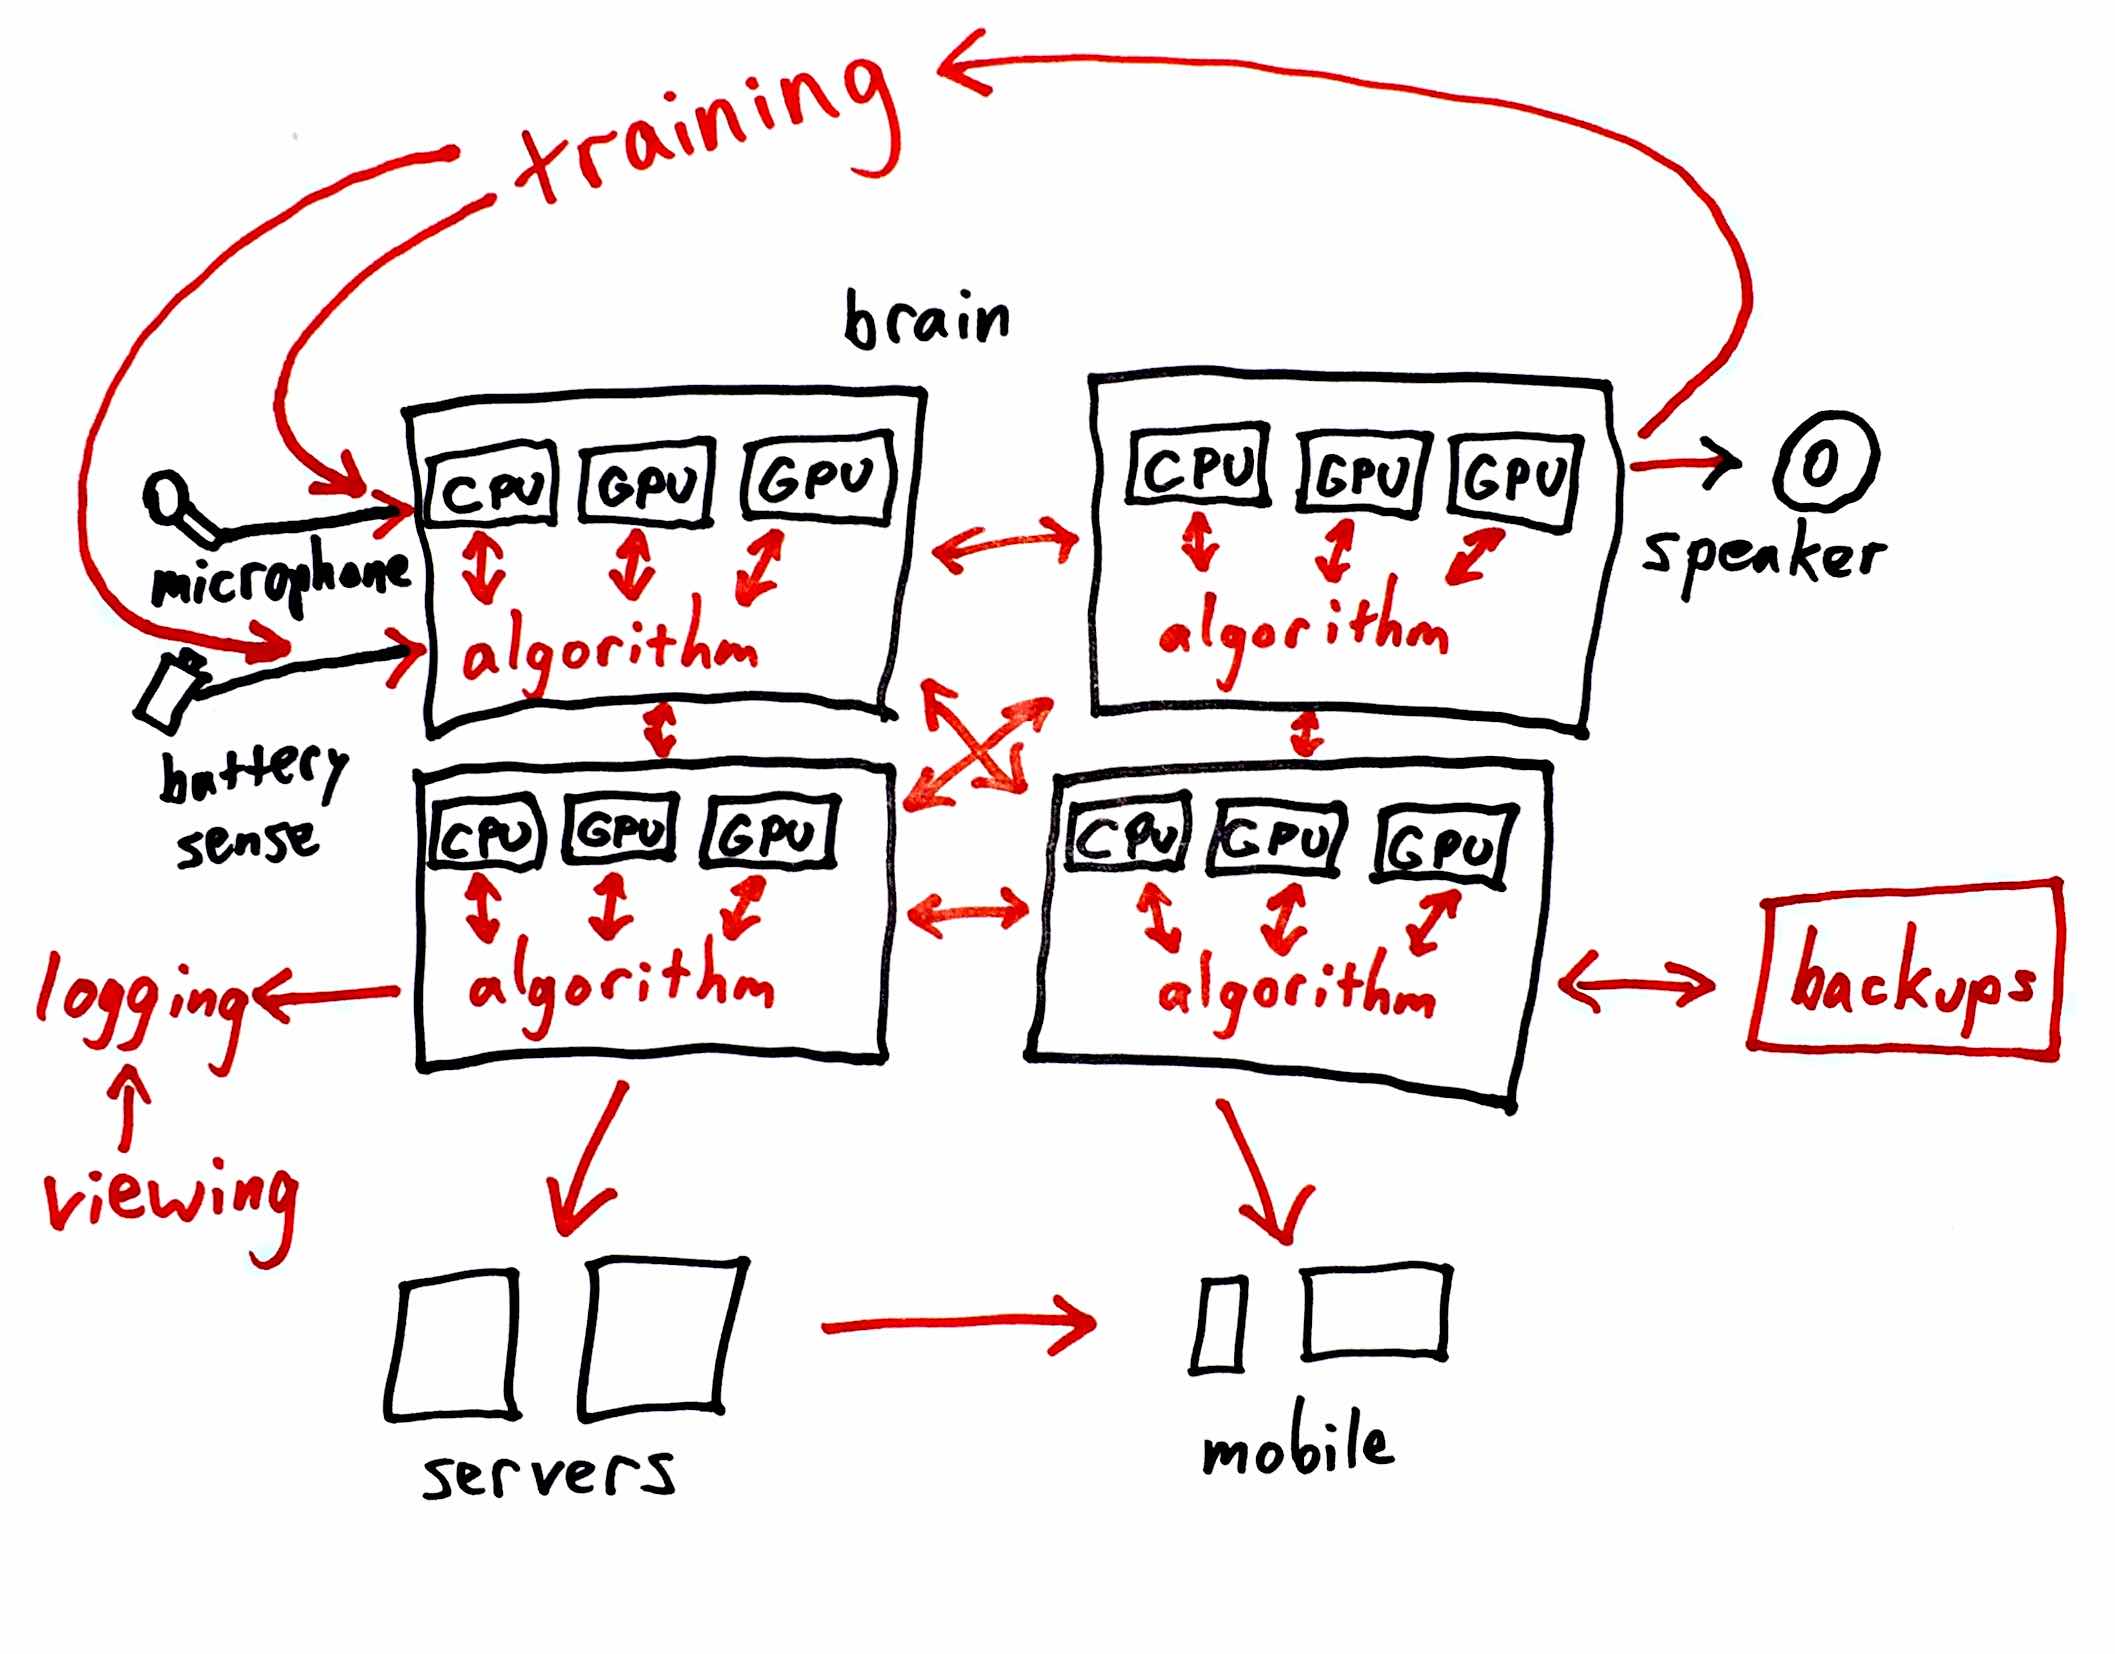 training
brain
CPU GPU GPU
CPU GPU GPU
microphone
speaker
algorithm
algorithm
battery
sense
CPU GPU GPU
CPU GPU GPU
logging
algorithm
algorithm
backups
viewing
servers
mobile